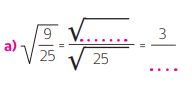 a) √(9/25) = √....... / √25 = 3/....